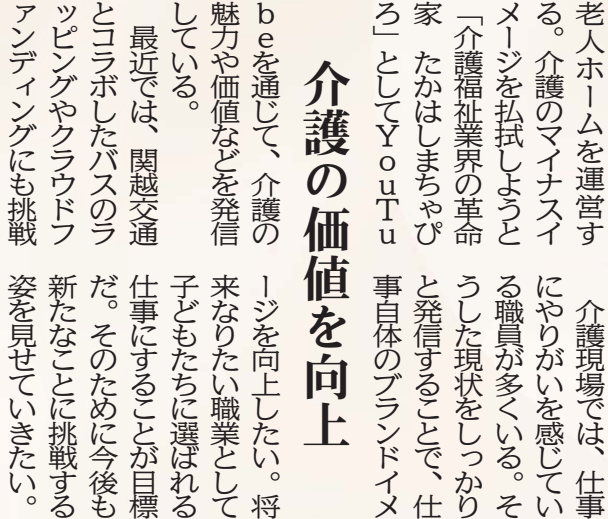 介護の価値を向上
老人ホームを運営す
る。介護のマイナスイ
メージを払拭しようと
「介護福祉業界の革命
家　たかはしまちゃぴ
ろ」としてＹｏｕＴｕ
ｂｅを通じて、介護の
魅力や価値などを発信
している。
　最近では、関越交通
とコラボしたバスのラ
ッピングやクラウドフ
ァンディングにも挑戦
　介護現場では、仕事
にやりがいを感じてい
る職員が多くいる。そ
うした現状をしっかり
と発信することで、仕
事自体のブランドイメ
ージを向上したい。将
来なりたい職業として
子どもたちに選ばれる
仕事にすることが目標
だ。そのために今後も
新たなことに挑戦する
姿を見せていきたい。